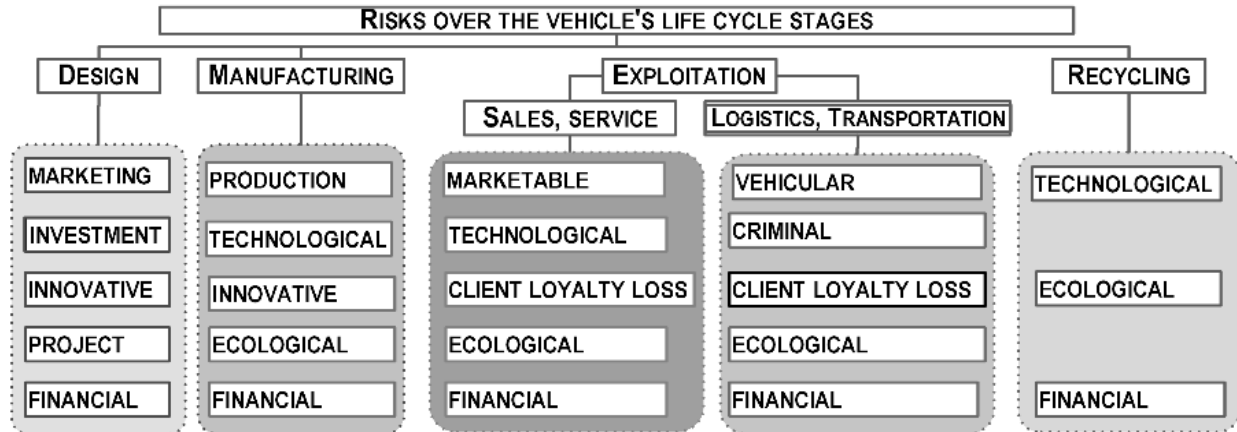 RISKS OVER THE VEHICLE'S LIFE CYCLE STAGES
DESIGN
MANUFACTURING
EXPLOITATION
RECYCLING
SALES, SERVICE
LOGISTICS, TRANSPORTATION
MARKETING
INVESTMENT
INNOVATIVE
PROJECT
FINANCIAL
PRODUCTION
TECHNOLOGICAL
INNOVATIVE
ECOLOGICAL
FINANCIAL
MARKETABLE
TECHNOLOGICAL
CLIENT LOYALTY LOSS
ECOLOGICAL
FINANCIAL
VEHICULAR
CRIMINAL
CLIENT LOYALTY LOSS
ECOLOGICAL
FINANCIAL
TECHNOLOGICAL
ECOLOGICAL
FINANCIAL